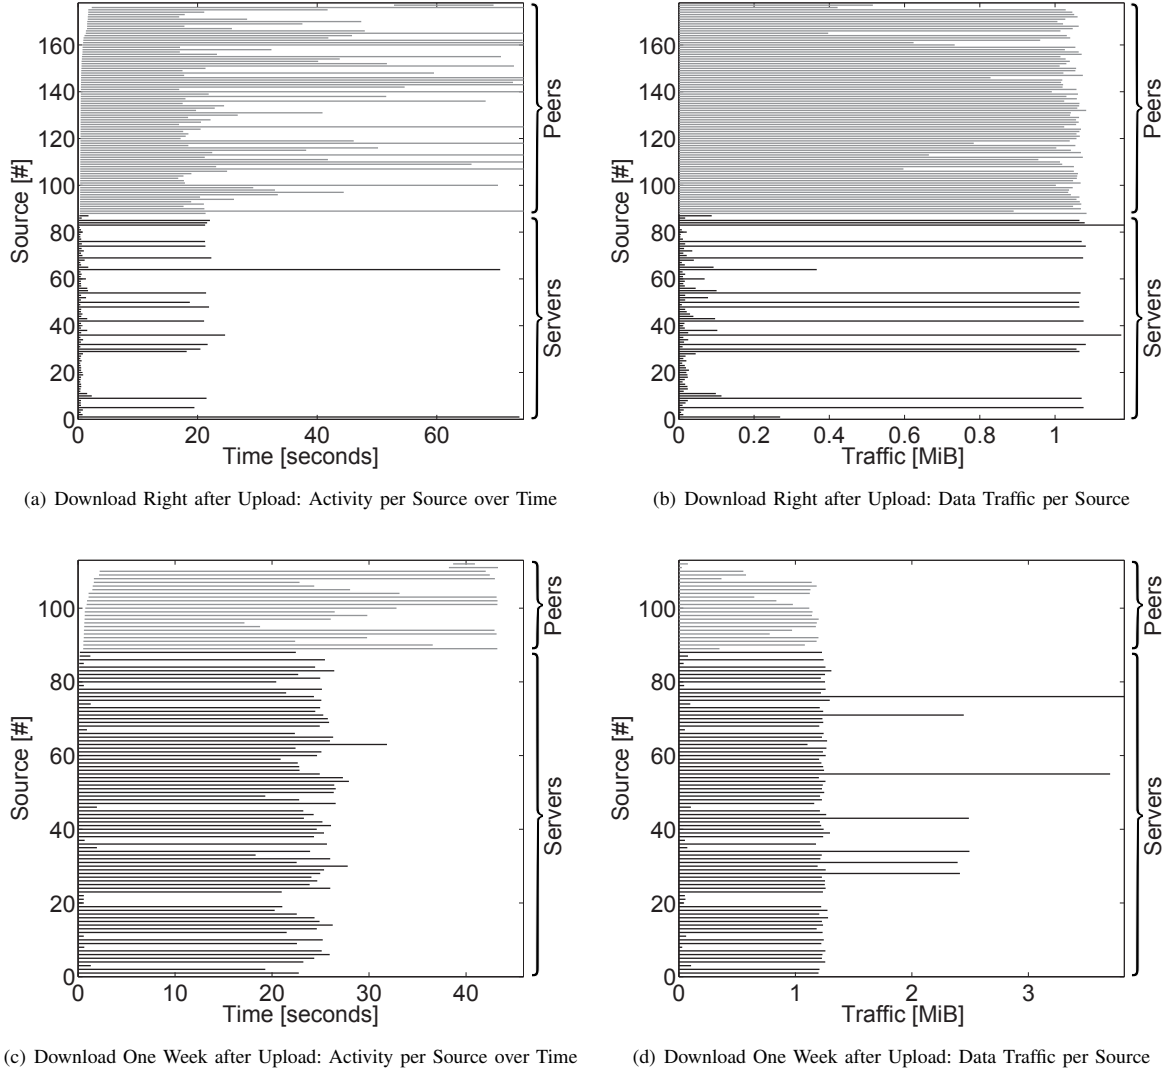 160
140
120
100
80
60
40
20
0
Source [#]
Peers
Servers
0 20 40 60
Time [seconds]
(a) Download Right after Upload: Activity per Source over Time
160
140
120
100
80
60
40
20
0
Source [#]
Peers
Servers
0 0.2 0.4 0.6 0.8 1
Traffic [MiB]
(b) Download Right after Upload: Data Traffic per Source
100
80
60
40
20
0
Source [#]
Peers
Servers
0 10 20 30 40
Time [seconds]
(c) Download One Week after Upload: Activity per Source over Time
100
80
60
40
20
0
Source [#]
Peers
Servers
0 1 2 3
Traffic [MiB]
(d) Download One Week after Upload: Data Traffic per Source